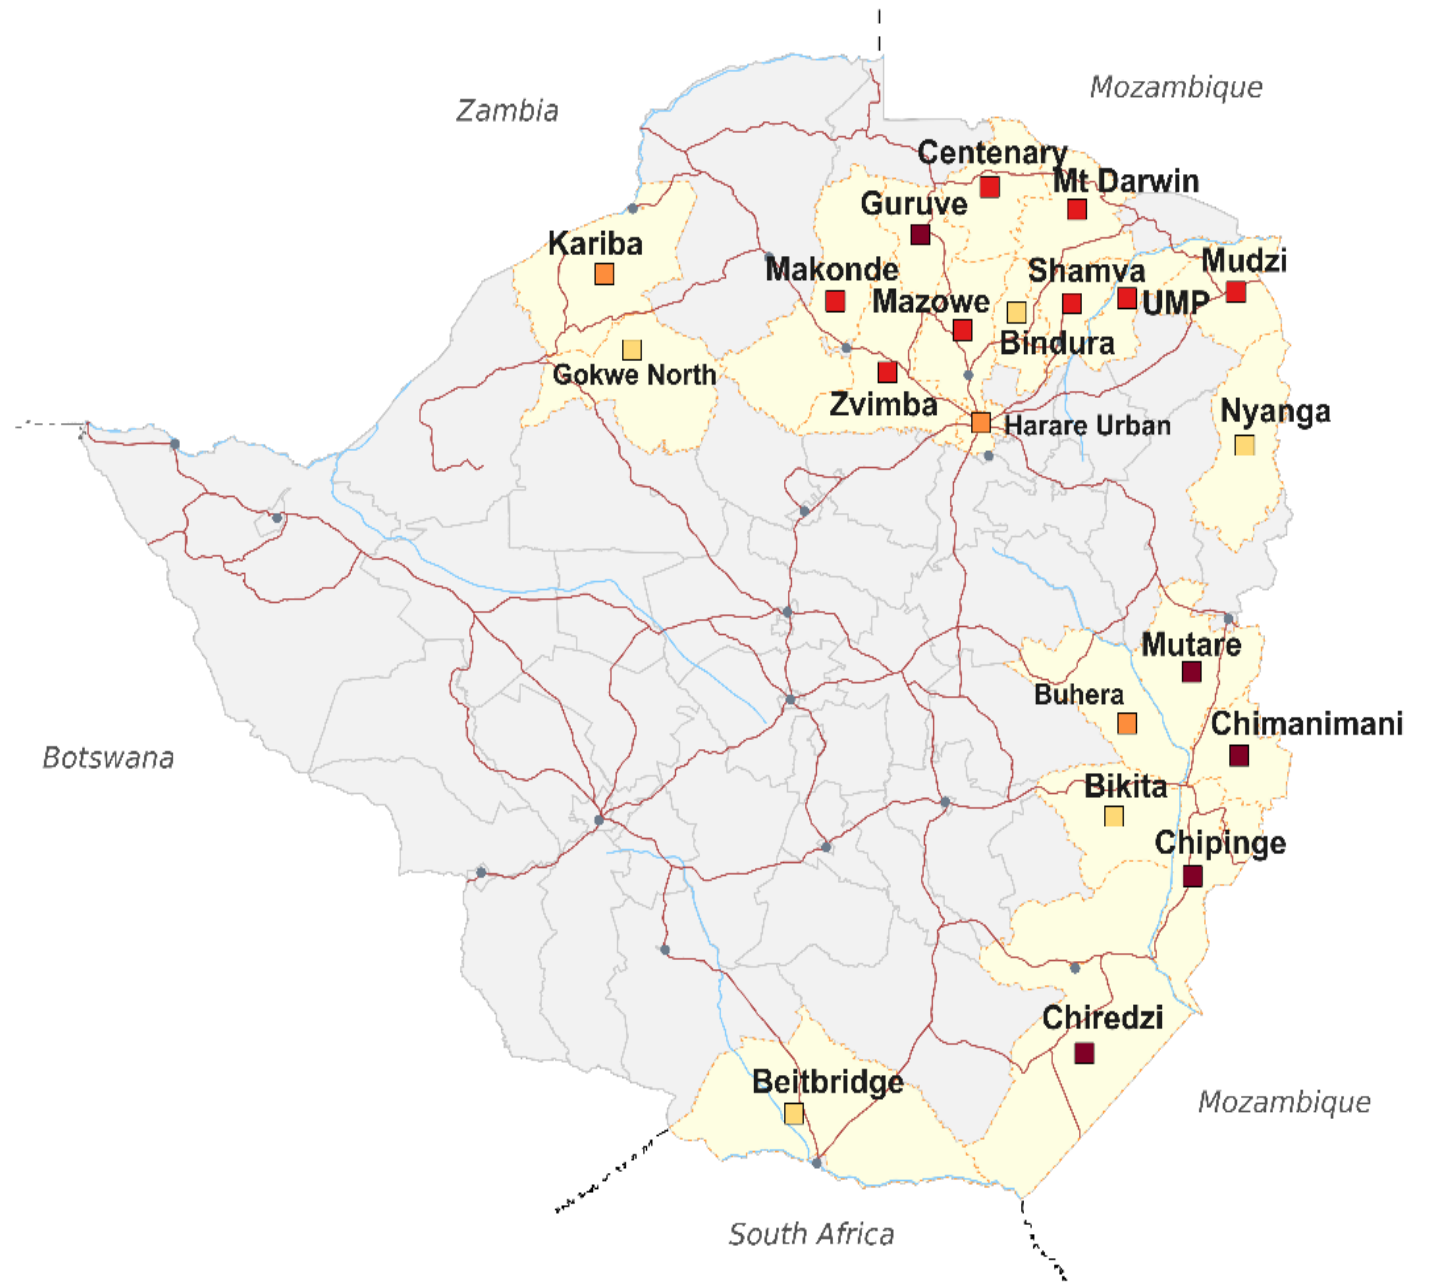 Mozambique
Zambia
Centenary
Mt Darwin
Guruve
Kariba
Mudzi
Makonde
Shamva
Mazowe
UMP
Bindura
Gokwe North
Zvimba
Nyanga
Harare Urban
Mutare
Buhera
Chimanimani
Botswana
Bikita
Chipinge
Chiredzi
Beitbridge
Mozambique
South Africa